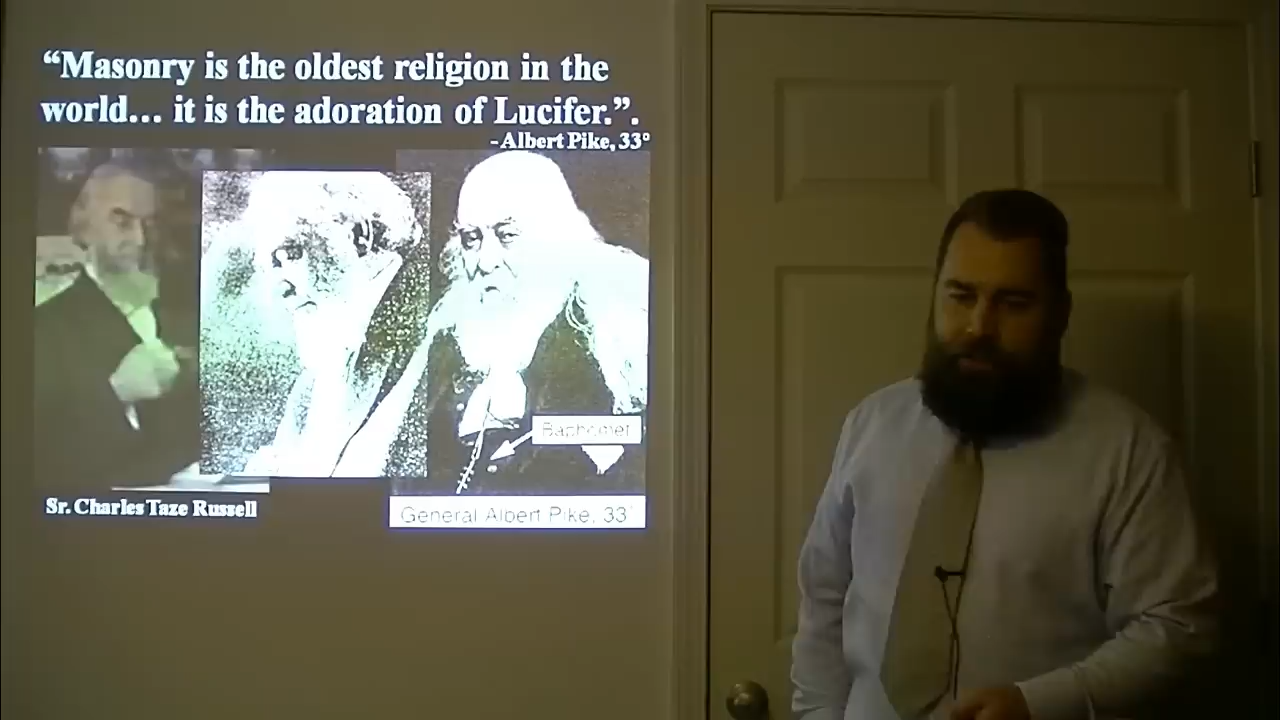 “Masonry is the oldest religion in the
world... it is the adoration of Lucifer.”.
- Albert Pike, 33°
Baphomet
Sr. Charles Taze Russell
General Albert Pike, 33°